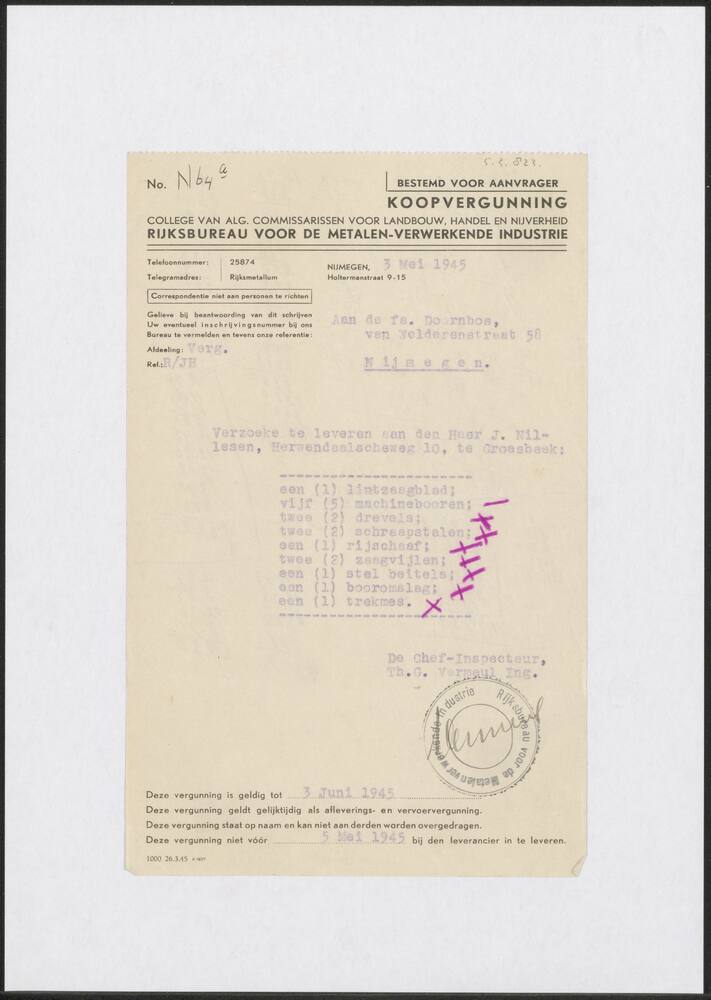 5.5.823.
No. N64a
BESTEMD VOOR AANVRAGER
KOOPVERGUNNING
COLLEGE VAN ALG. COMMISSARISSEN VOOR LANDBOUW, HANDEL EN NIJVERHEID
RIJKSBUREAU VOOR DE METALEN-VERWERKENDE INDUSTRIE
Telefoonnummer: 25874
Telegramadres: Rijksmetallum
NIJMEGEN, 3 Mei 1945
Holtermanstraat 9-15
Correspondentie niet aan personen te richten
Gelieve bij beantwoording van dit schrijven
Uw eventueel inschrijvingsnummer bij ons
Bureau te vermelden en tevens onze referentie:
Afdeeling: Verg.
Ref.: R/JH
Aan de fa. Doornbos,
van Welderenstraat 58
Nijmegen.
Verzoeke te leveren aan den Heer J. Nil-
lesen, Herwendaalscheweg 10, te Groesbeek:
een (1) lintzaagblad;
vijf (5) machinebooren;
twee (2) drevels;
twee (2) schraapstalen;
een (1) rijschaaf;
twee (2) zaagvijlen;
een (1) stel beitels;
een (1) booromslag;
een (1) trekmes.
De Chef-Inspecteur,
Th.G. Vermeul Ing.
Rijksbureau voor de Metalenverwerkende Industrie
Deze vergunning is geldig tot 3 Juni 1945
Deze vergunning geldt gelijktijdig als afleverings- en vervoervergunning.
Deze vergunning staat op naam en kan niet aan derden worden overgedragen.
Deze vergunning niet vóór 5 Mei 1945 bij den leverancier in te leveren.
1000 26.3.45